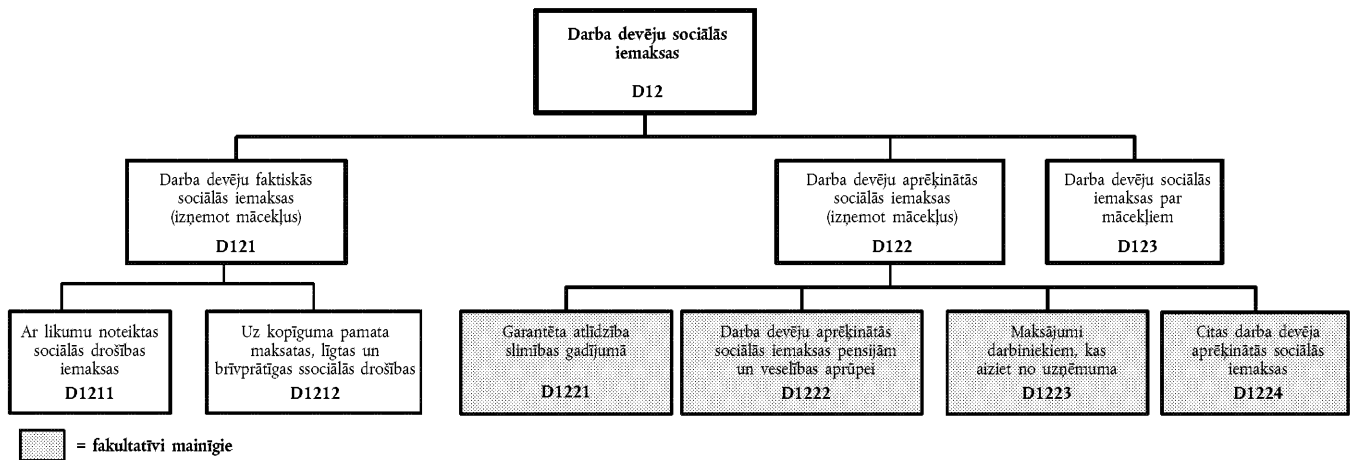 Darba devēju sociālās
iemaksas
D12
Darba devēju faktiskās
sociālās iemaksas
(izņemot mācekļus)
D121
Darba devēju aprēķinātās
sociālās iemaksas
(izņemot mācekļus)
D122
Darba devēju sociālās
iemaksas par
mācekļiem
D123
Ar likumu noteiktas
sociālās drošības
iemaksas
D1211
Uz kopīguma pamata
maksatas, līgtas un
brīvprātīgas ssociālās drošības
D1212
Garantēta atlīdzība
slimības gadījumā
D1221
Darba devēju aprēķinātās
sociālās iemaksas pensijām
un veselības aprūpei
D1222
Maksājumi
darbiniekiem, kas
aiziet no uzņēmuma
D1223
Citas darba devēja
aprēķinātās sociālās
iemaksas
D1224
= fakultatīvi mainīgie